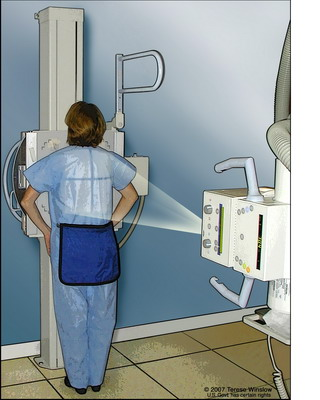 © 2007 Terese Winslow
U.S. Govt. has certain rights